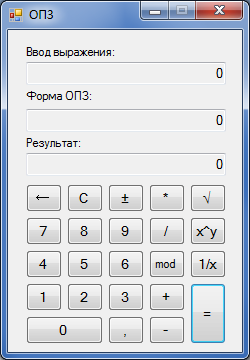 ОПЗ
Ввод выражения:
0
Форма ОПЗ:
0
Результат:
0
← C ± * √
7 8 9 / x^y
4 5 6 mod 1/x
1 2 3 + =
0 , -